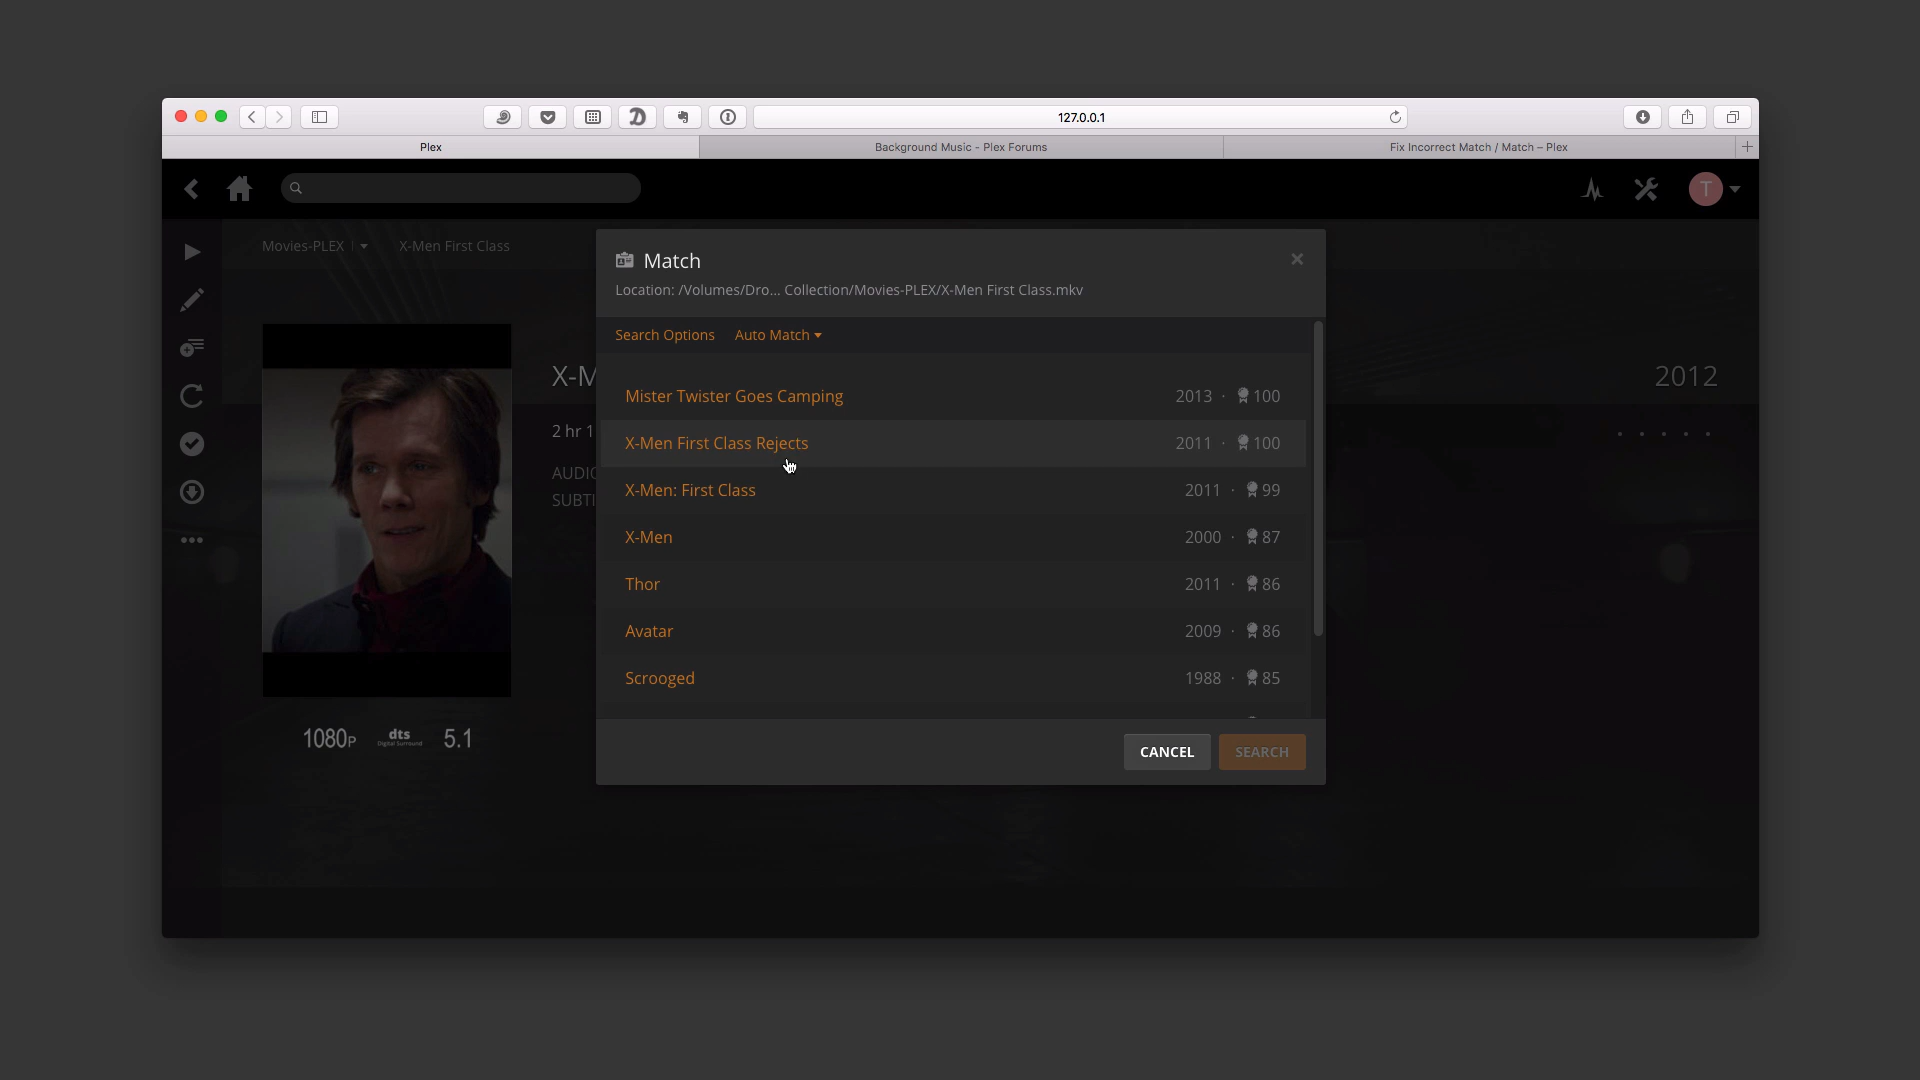 127.0.0.1
Plex
Background Music - Plex Forums
Fix Incorrect Match / Match – Plex
T
Movies-PLEX
X-Men First Class
Match
Location: /Volumes/Dro... Collection/Movies-PLEX/X-Men First Class.mkv
Search Options
Auto Match
X-M
2012
2 hr 1
AUDIO
SUBTI
Mister Twister Goes Camping 2013 · 100
X-Men First Class Rejects 2011 · 100
X-Men: First Class 2011 · 99
X-Men 2000 · 87
Thor 2011 · 86
Avatar 2009 · 86
Scrooged 1988 · 85
1080P
dts
Digital Surround
5.1
CANCEL
SEARCH